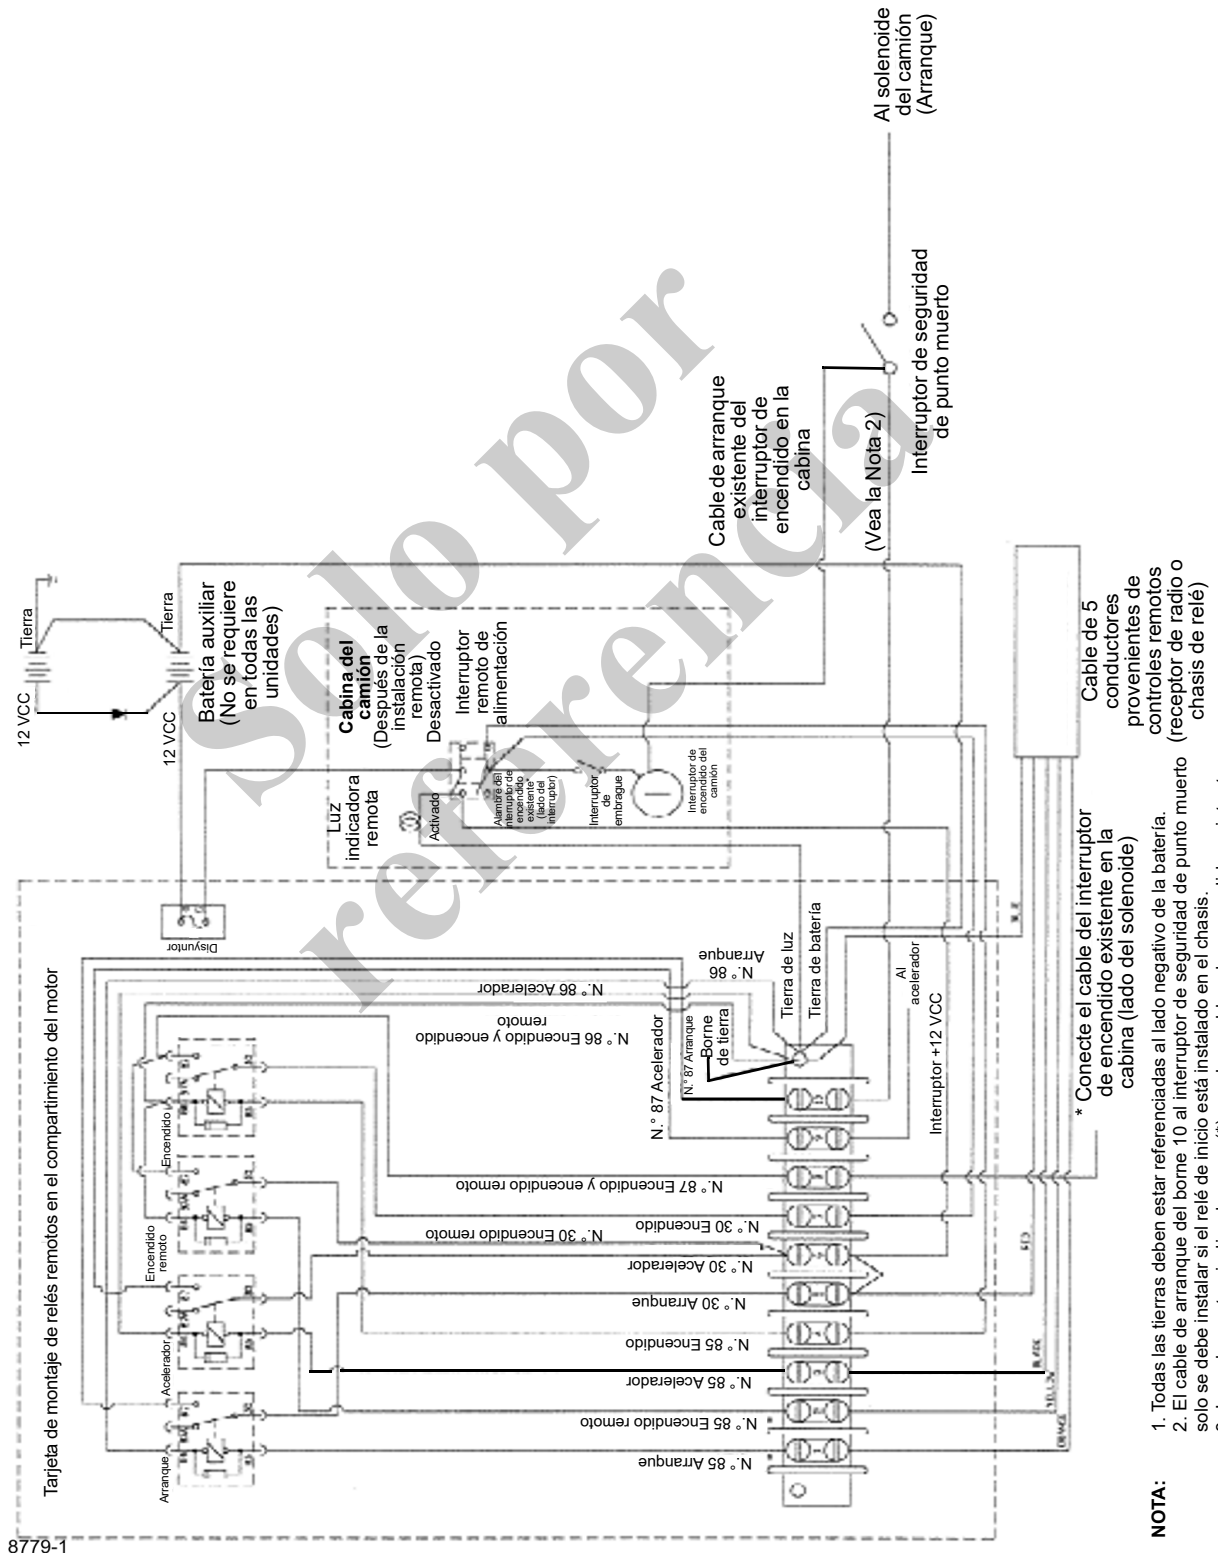 Tarjeta de montaje de relés remotos en el compartimiento del motor
Arranque
Acelerador
Encendido
remoto
Encendido
Disyuntor
N.° 86 Encendido y encendido
remoto
N.° 86 Acelerador
N.° 86
Arranque
N.° 87 Acelerador
N.° 87 Arranque
Borne
de tierra
N.° 87 Encendido y encendido remoto
N.° 30 Encendido
N.° 30 Encendido remoto
N.° 30 Acelerador
N.° 30 Arranque
N.° 85 Encendido
N.° 85 Acelerador
N.° 85 Encendido remoto
N.° 85 Arranque
Tierra de luz
Tierra de batería
Al
acelerador
Interruptor +12 VCC
12 VCC
Tierra
12 VCC
Tierra
Batería auxiliar
(No se requiere
en todas las
unidades)
Cabina del
camión
(Después de la
instalación
remota)
Desactivado
Interruptor
remoto de
alimentación
Luz
indicadora
remota
Activado
Alambre del
interruptor de
encendido
existente*
(lado del
interruptor)
Interruptor
de
embrague
Interruptor de
encendido del
camión
Cable de arranque
existente del
interruptor de
encendido en la
cabina
(Vea la Nota 2)
Interruptor de seguridad
de punto muerto
Al solenoide
del camión
(Arranque)
Cable de 5
conductores
provenientes de
controles remotos
(receptor de radio o
chasis de relé)
* Conecte el cable del interruptor
de encendido existente en la
cabina (lado del solenoide)
ORANGE
Solo por
referencia
NOTA:
1. Todas las tierras deben estar referenciadas al lado negativo de la batería.
2. El cable de arranque del borne 10 al interruptor de seguridad de punto muerto
solo se debe instalar si el relé de inicio está instalado en el chasis.
8779-1